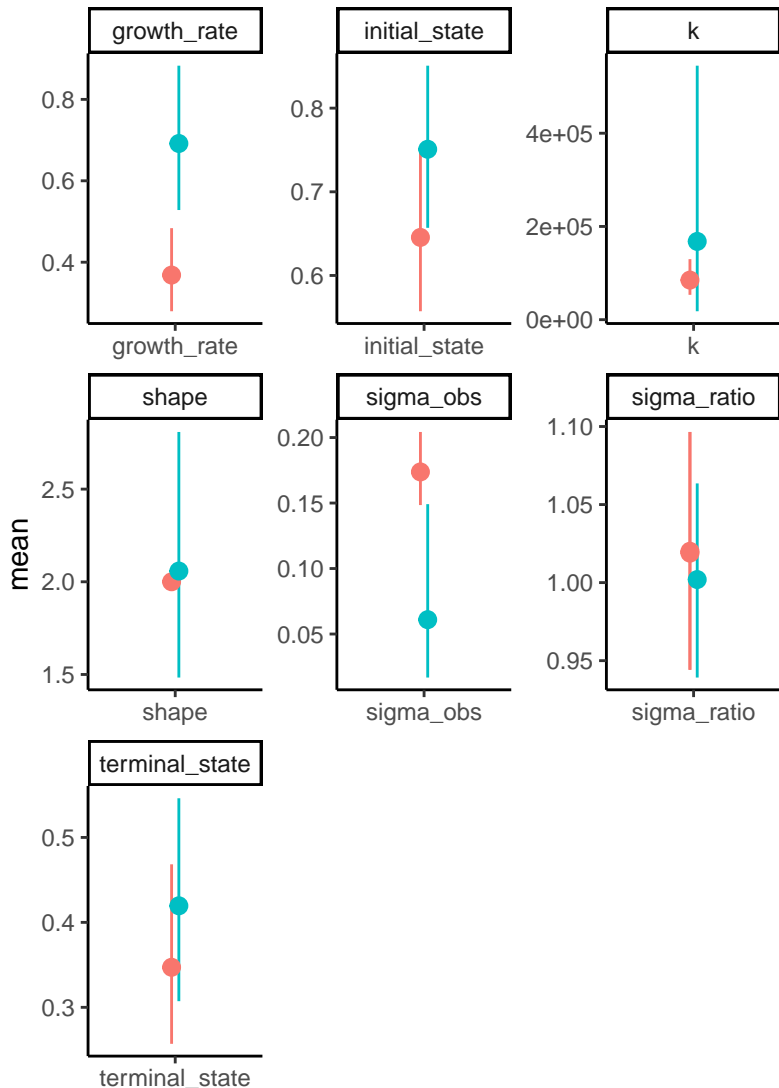 growth_rate initial_state k
0.8
0.6
0.4
growth_rate
0.8
0.7
0.6
initial_state
4e+05
2e+05
0e+00
k
shape sigma_obs sigma_ratio
mean
2.5
2.0
1.5
shape
0.20
0.15
0.10
0.05
sigma_obs
1.10
1.05
1.00
0.95
sigma_ratio
terminal_state
0.5
0.4
0.3
terminal_state